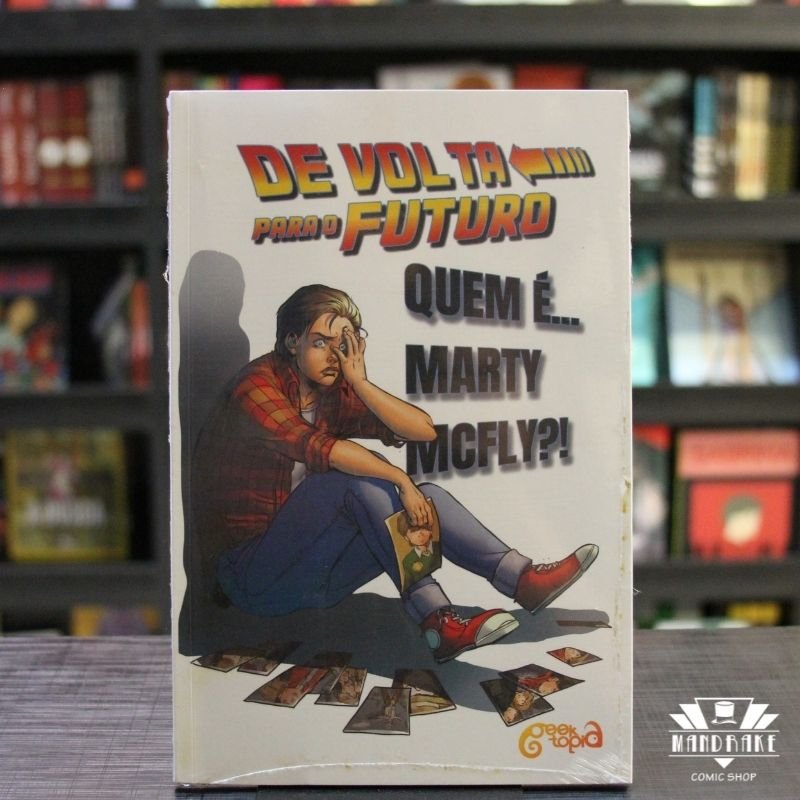 DE VOLTA
PARA O FUTURO
QUEM É...
MARTY
MCFLY?!
Geektopia
MANDRAKE
COMIC SHOP